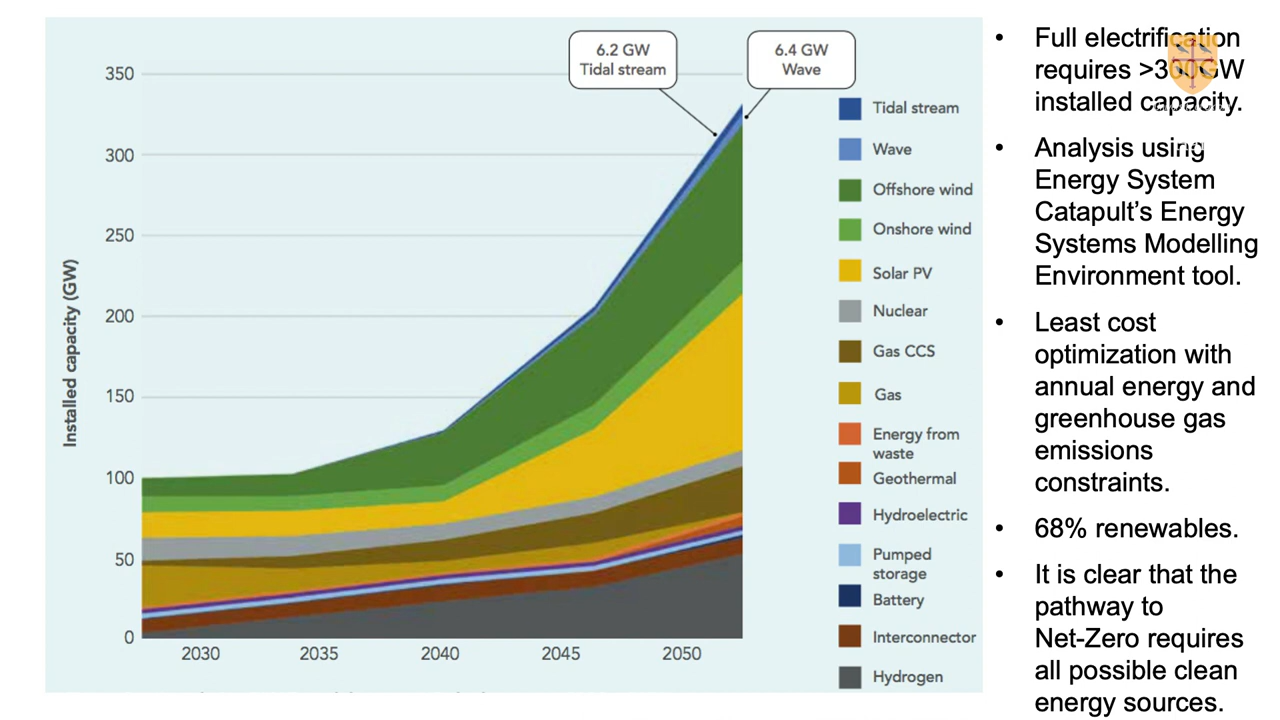 6.2 GW
Tidal stream
6.4 GW
Wave
350
300
250
200
150
100
50
0
Installed capacity (GW)
2030
2035
2040
2045
2050
Tidal stream
Wave
Offshore wind
Onshore wind
Solar PV
Nuclear
Gas CCS
Gas
Energy from
waste
Geothermal
Hydroelectric
Pumped
storage
Battery
Interconnector
Hydrogen
• Full electrification
requires >300GW
installed capacity.
• Analysis using
Energy System
Catapult’s Energy
Systems Modelling
Environment tool.
• Least cost
optimization with
annual energy and
greenhouse gas
emissions
constraints.
• 68% renewables.
• It is clear that the
pathway to
Net-Zero requires
all possible clean
energy sources.